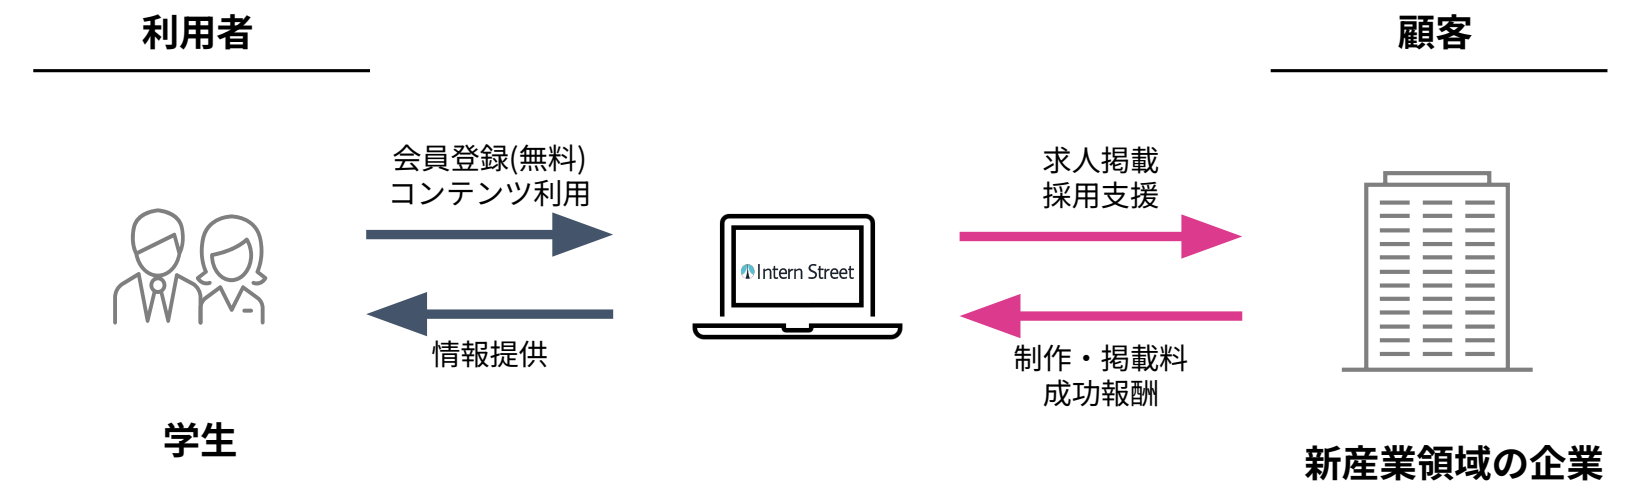 利用者
顧客
会員登録(無料)
コンテンツ利用
求人掲載
採用支援
Intern Street
情報提供
制作・掲載料
成功報酬
学生
新産業領域の企業